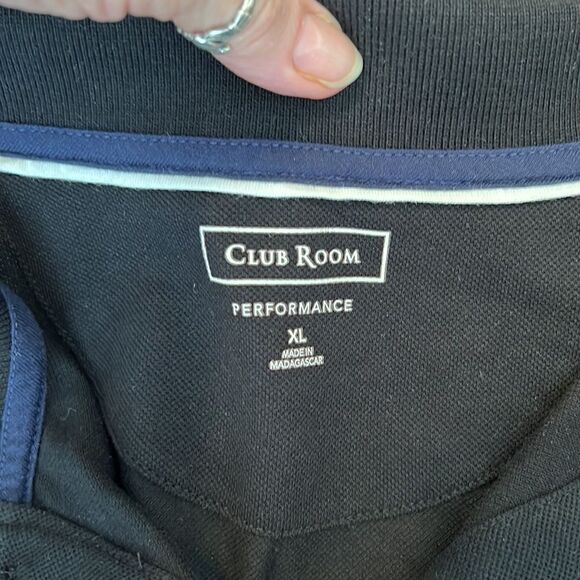 CLUB ROOM
PERFORMANCE
XL
MADE IN
MADAGASCAR